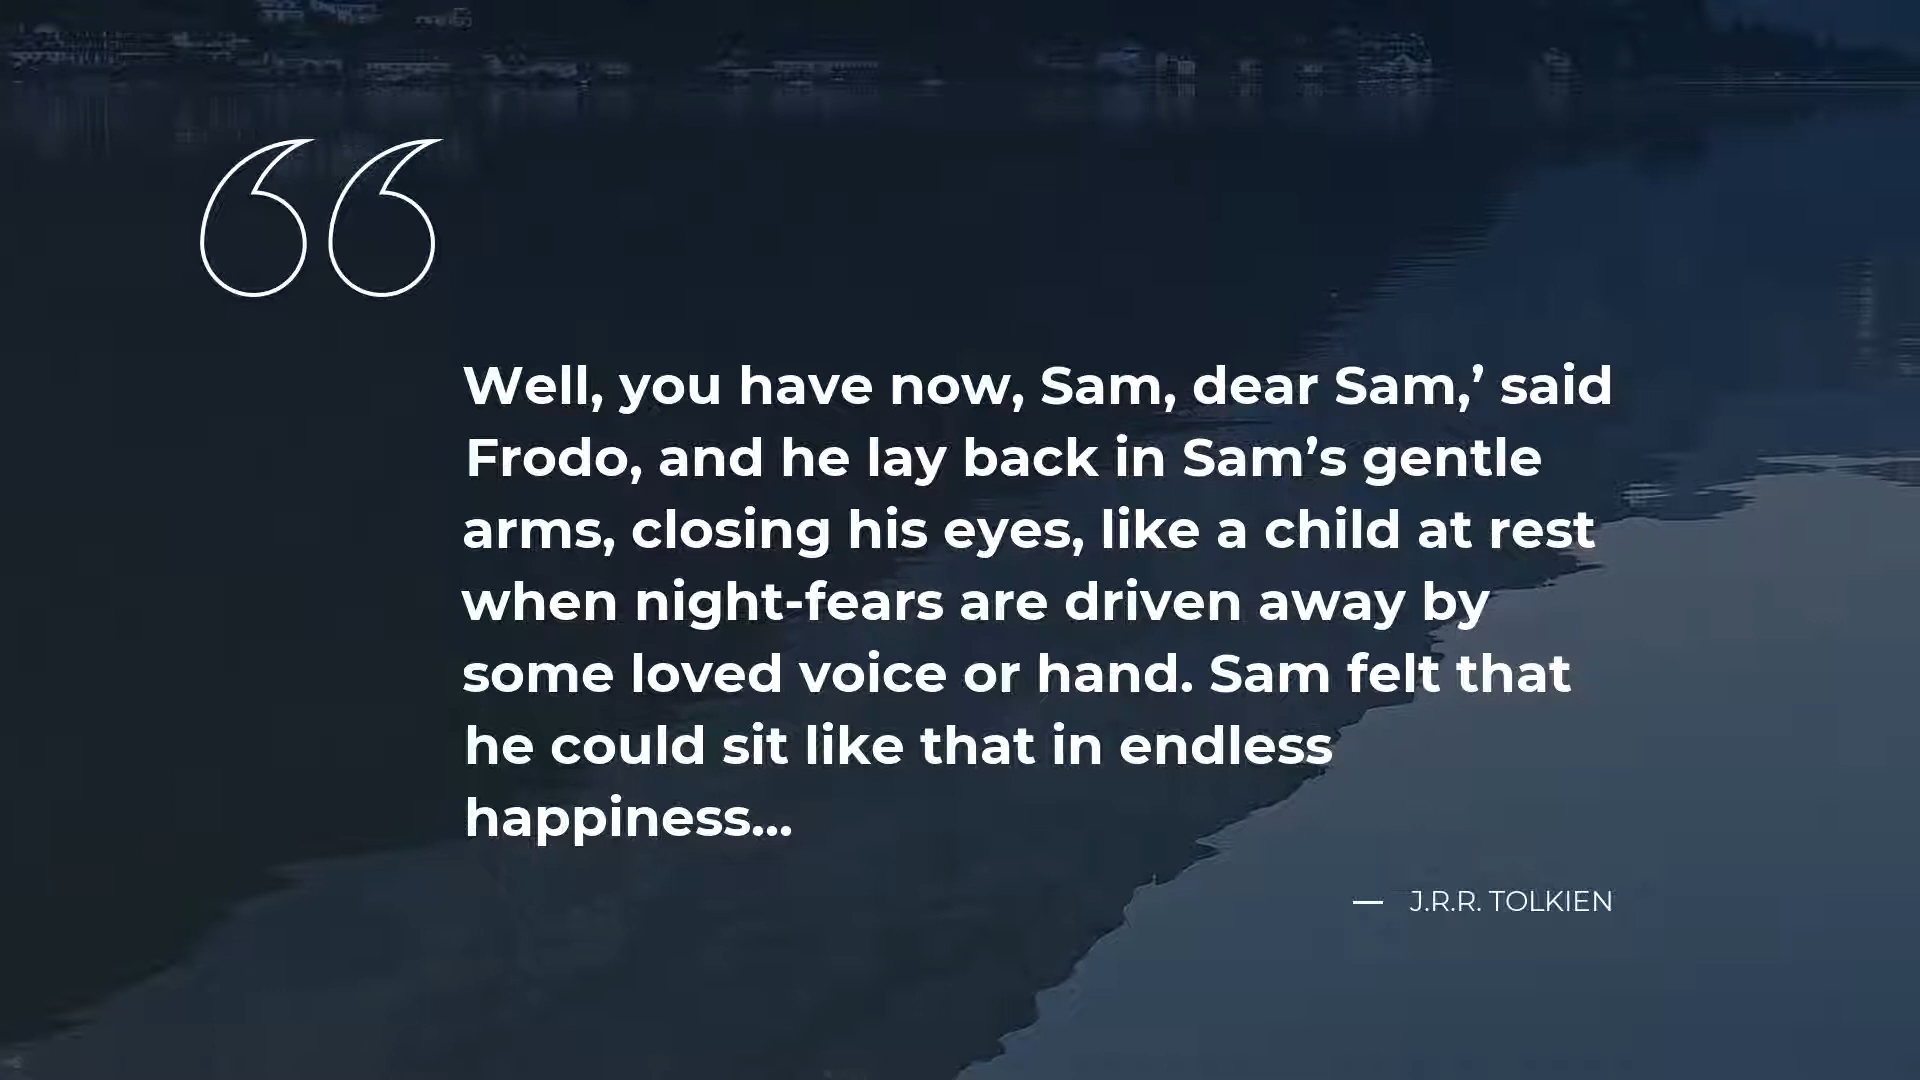 “
Well, you have now, Sam, dear Sam,’ said
Frodo, and he lay back in Sam’s gentle
arms, closing his eyes, like a child at rest
when night-fears are driven away by
some loved voice or hand. Sam felt that
he could sit like that in endless
happiness...
— J.R.R. TOLKIEN